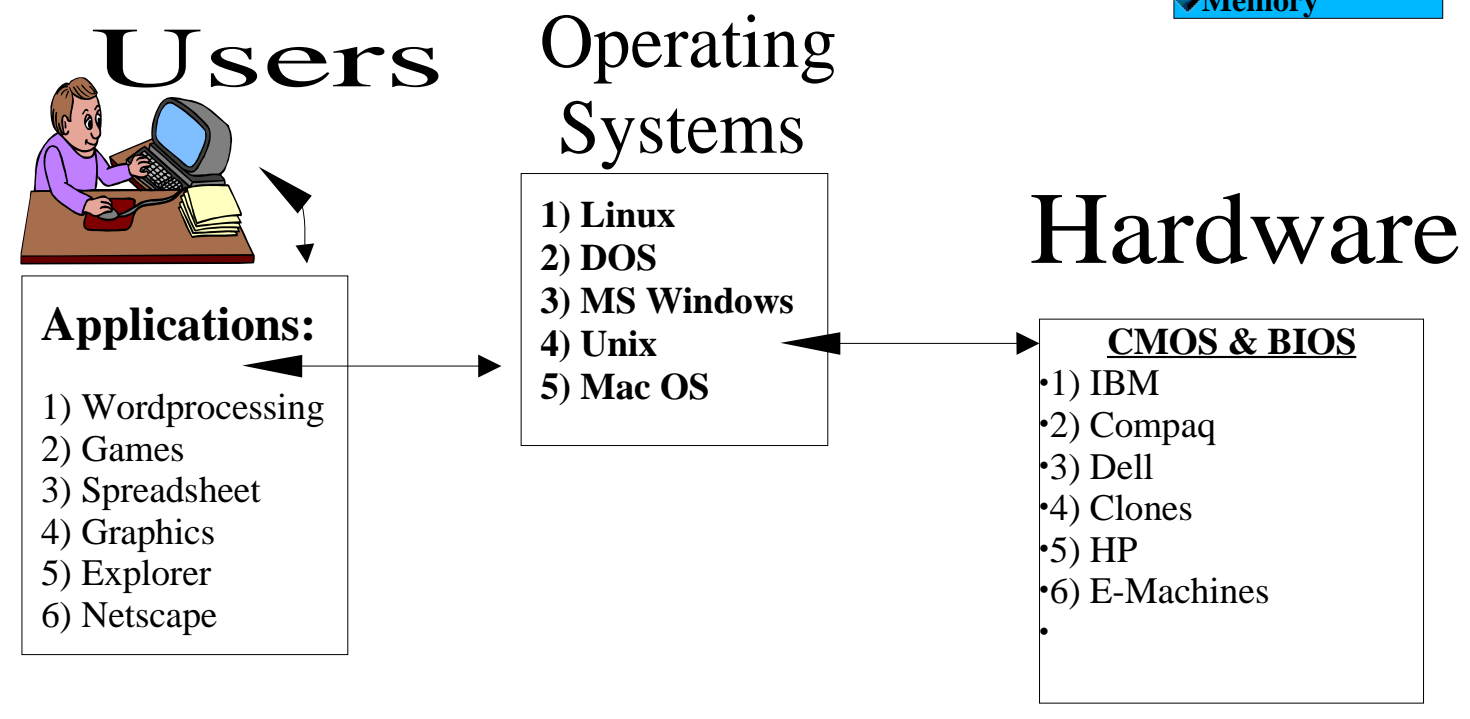 Memory
Users
Operating
Systems
Hardware
1) Linux
2) DOS
3) MS Windows
4) Unix
5) Mac OS
Applications:
1) Wordprocessing
2) Games
3) Spreadsheet
4) Graphics
5) Explorer
6) Netscape
CMOS & BIOS
•1) IBM
•2) Compaq
•3) Dell
•4) Clones
•5) HP
•6) E-Machines
•